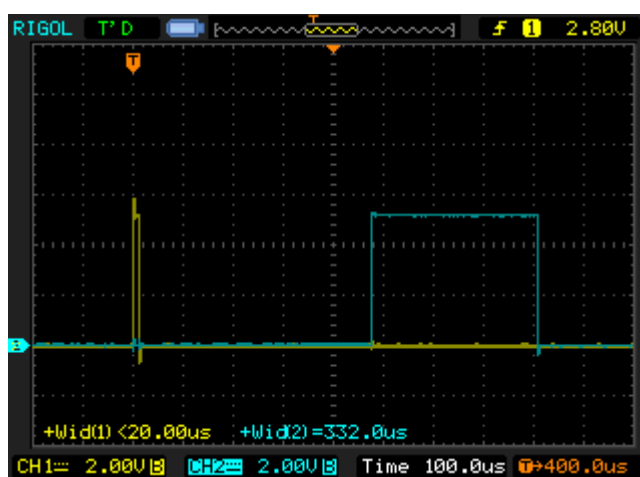 RIGOL T'D T f 1 2.80V
T
+Wid(1)<20.00us +Wid(2)=332.0us
CH1 2.00V B CH2 2.00V B Time 100.0us T→400.0us